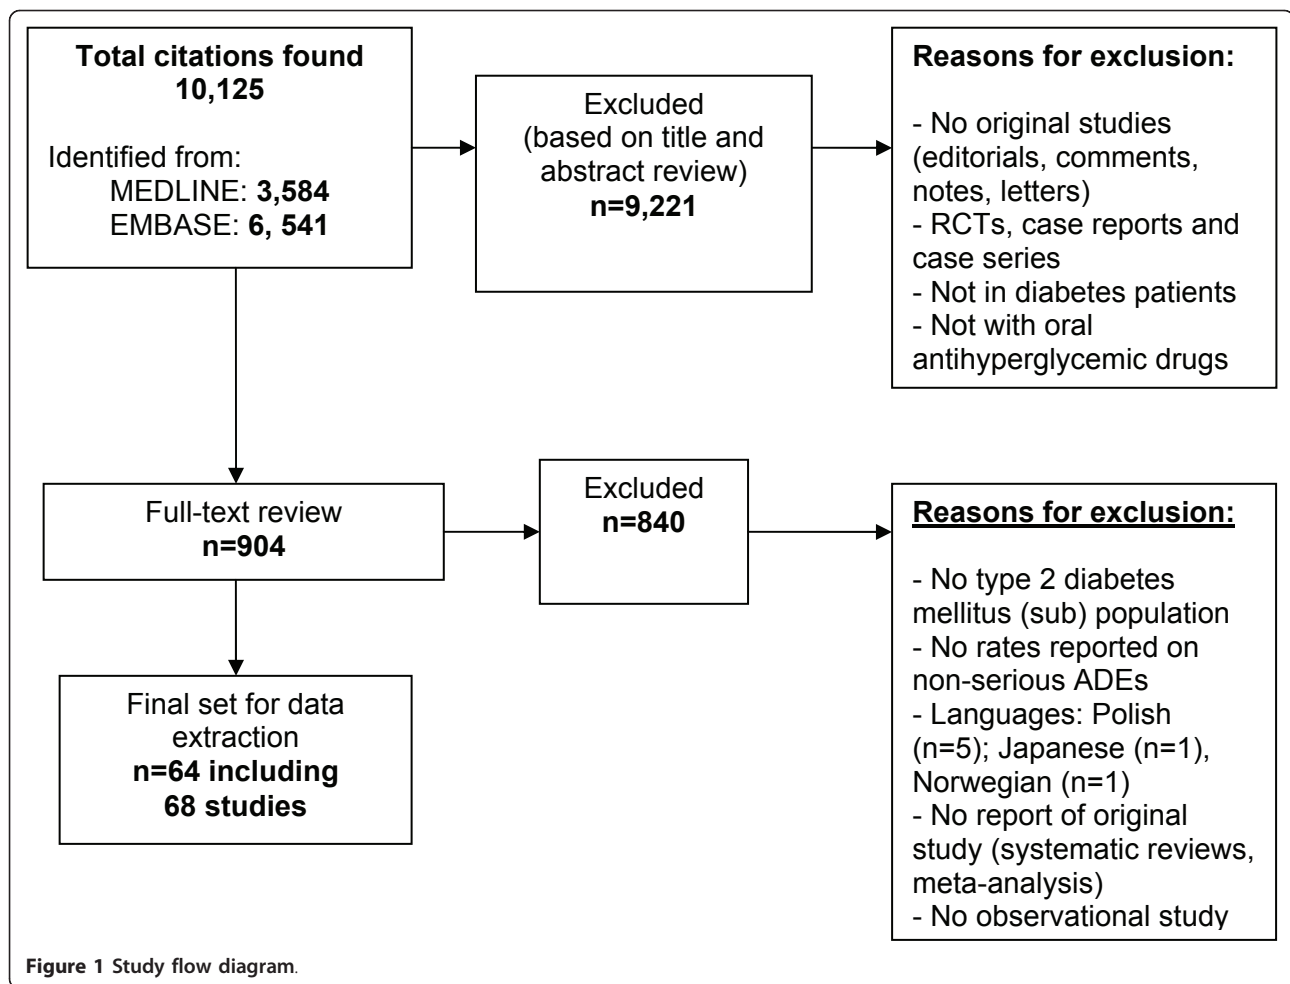 Total citations found
10,125
Identified from:
MEDLINE: 3,584
EMBASE: 6, 541
Excluded
(based on title and
abstract review)
n=9,221
Reasons for exclusion:
- No original studies
(editorials, comments,
notes, letters)
- RCTs, case reports and
case series
- Not in diabetes patients
- Not with oral
antihyperglycemic drugs
Full-text review
n=904
Excluded
n=840
Reasons for exclusion:
- No type 2 diabetes
mellitus (sub) population
- No rates reported on
non-serious ADEs
- Languages: Polish
(n=5); Japanese (n=1),
Norwegian (n=1)
- No report of original
study (systematic reviews,
meta-analysis)
- No observational study
Final set for data
extraction
n=64 including
68 studies
Figure 1 Study flow diagram.